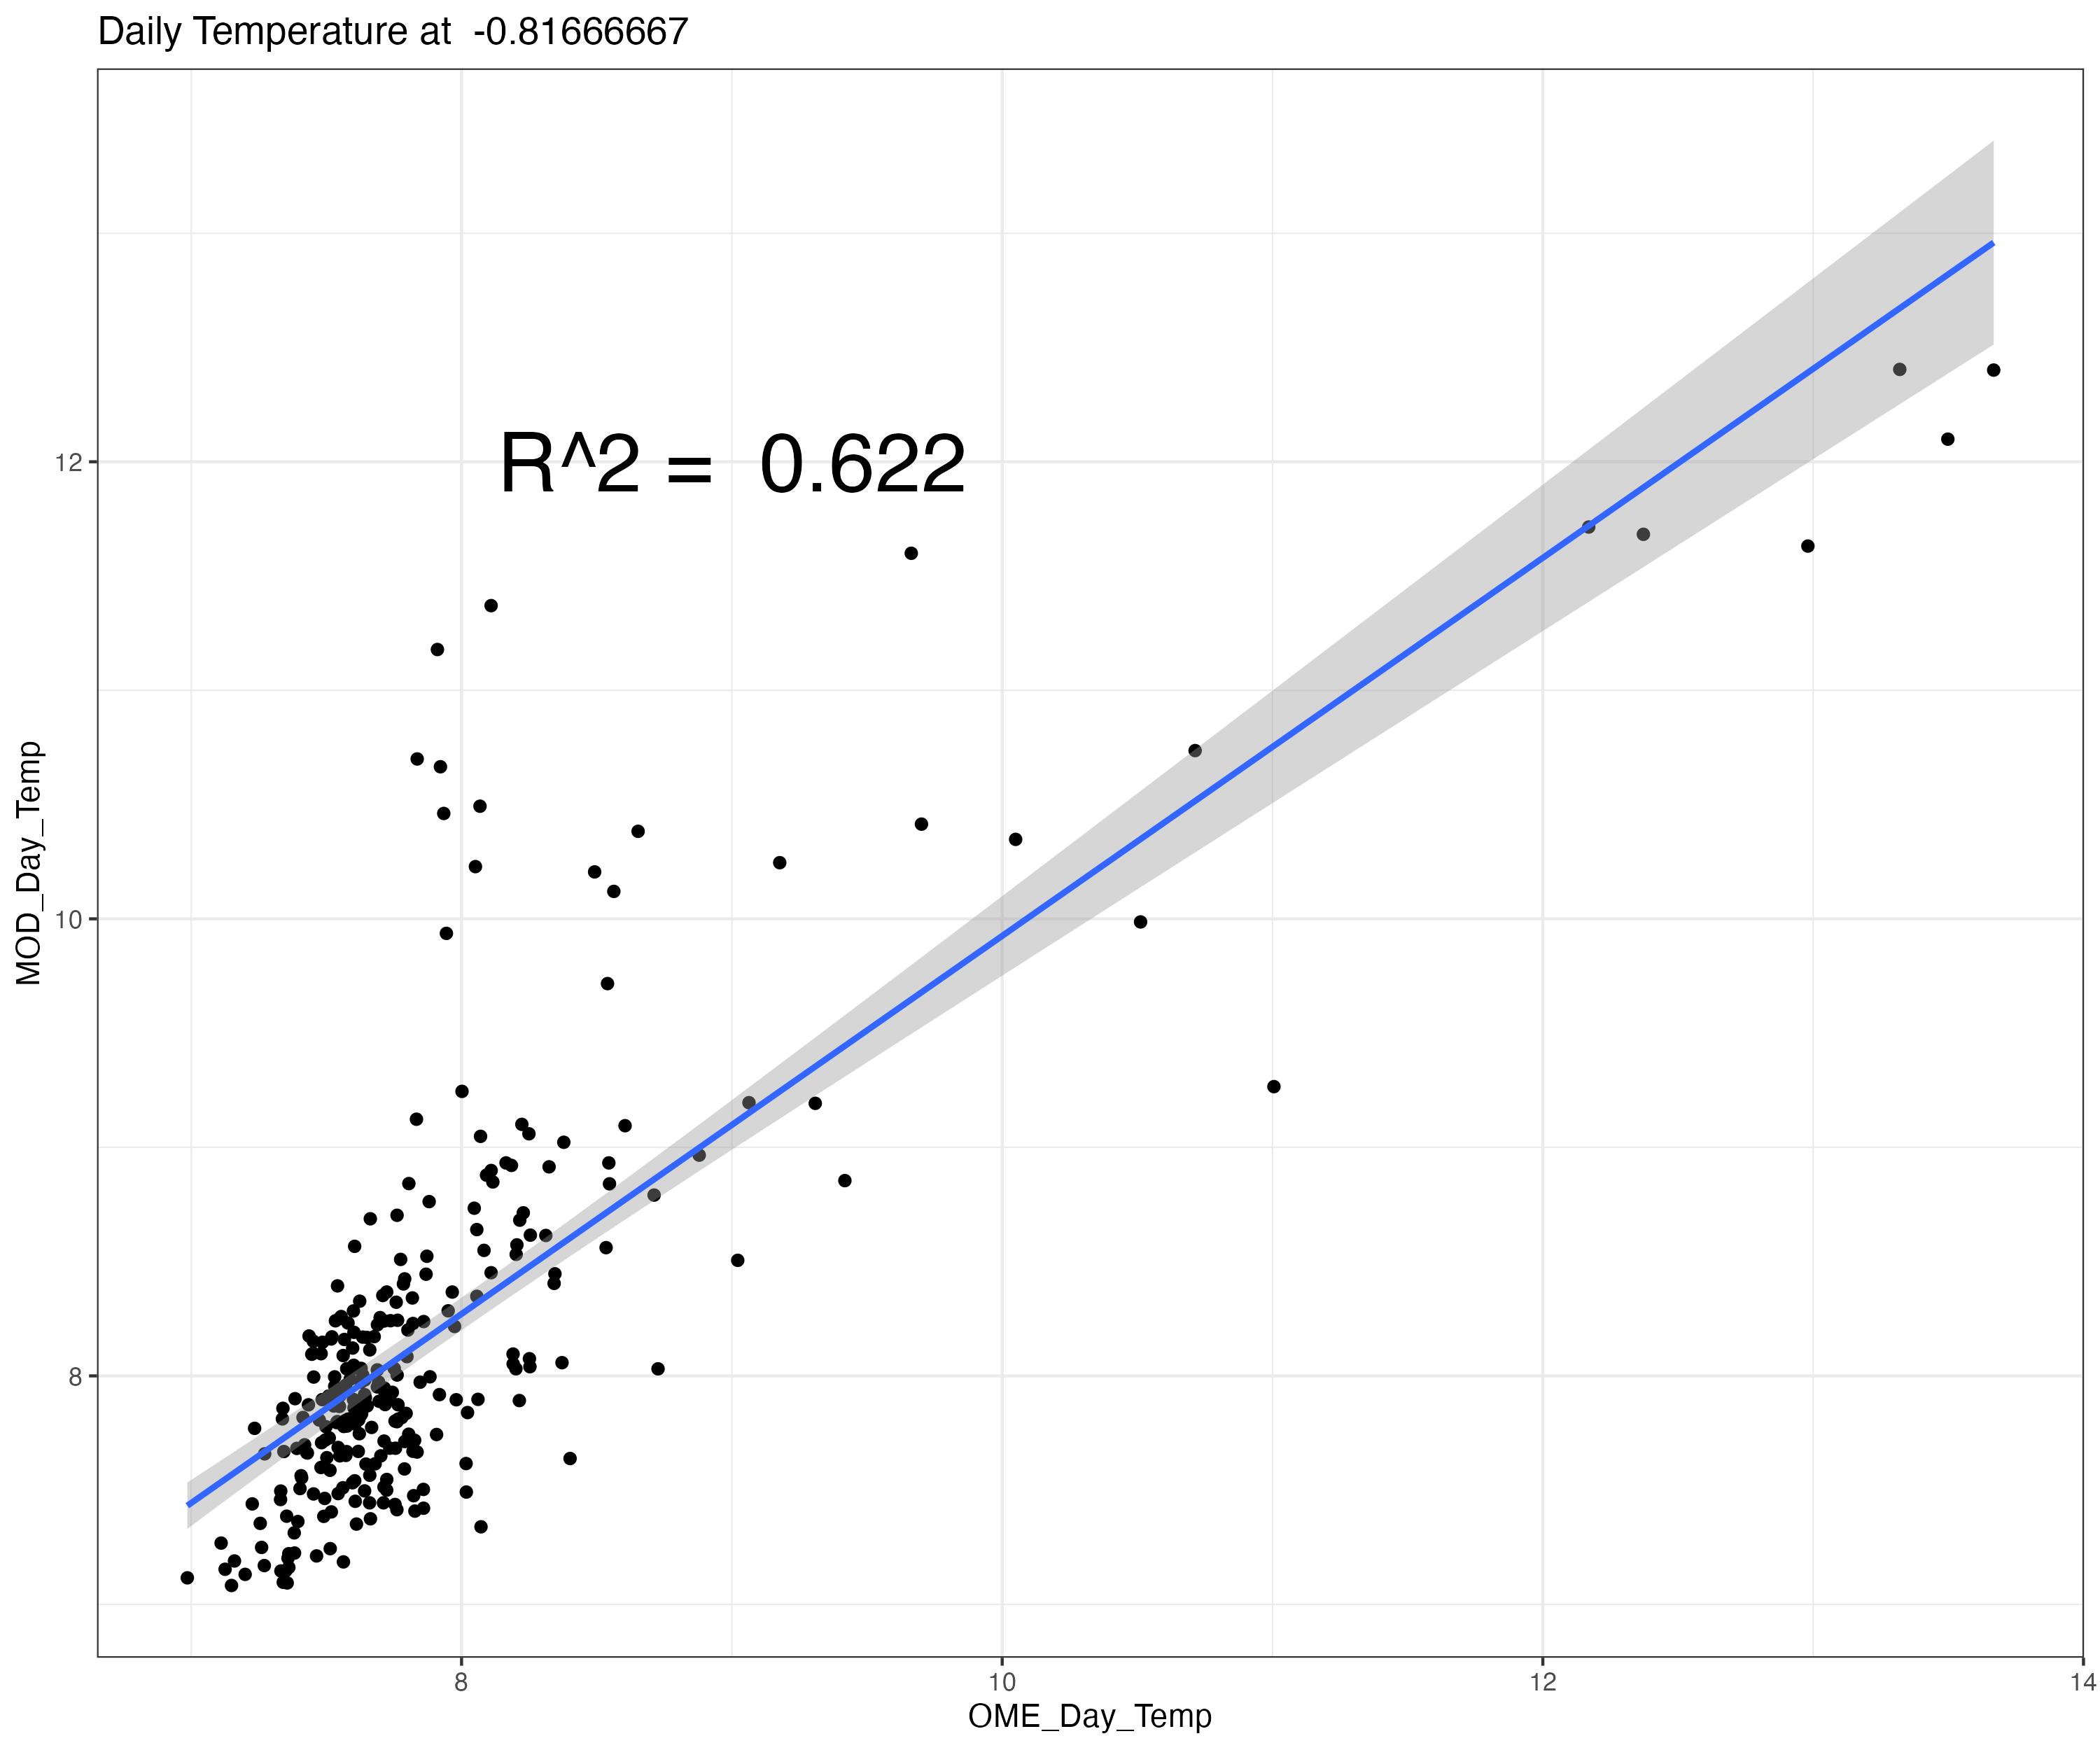 Daily Temperature at  -0.81666667
R^2 =  0.622
12
10
8
MOD_Day_Temp
8
10
12
14
OME_Day_Temp